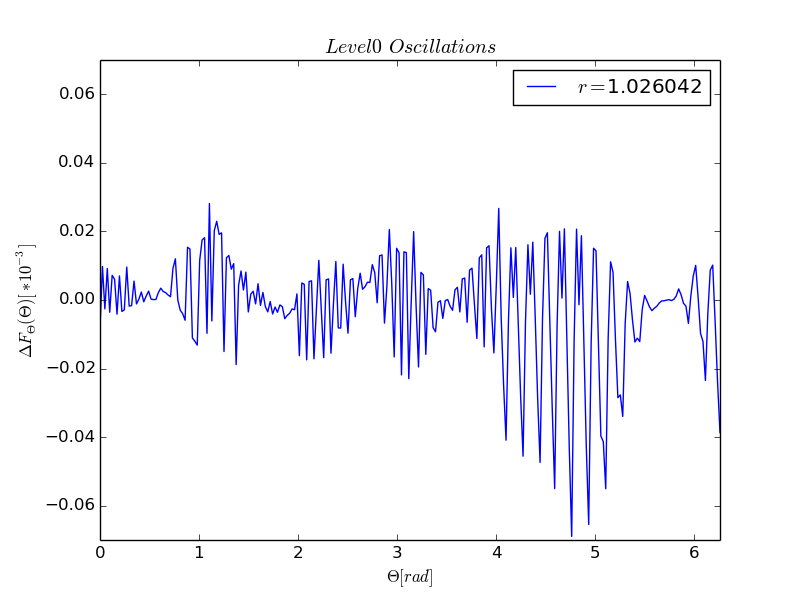 Level0 Oscillations
r=1.026042
ΔF_Θ(Θ)[*10^{-3}]
0.06
0.04
0.02
0.00
−0.02
−0.04
−0.06
0 1 2 3 4 5 6
Θ[rad]